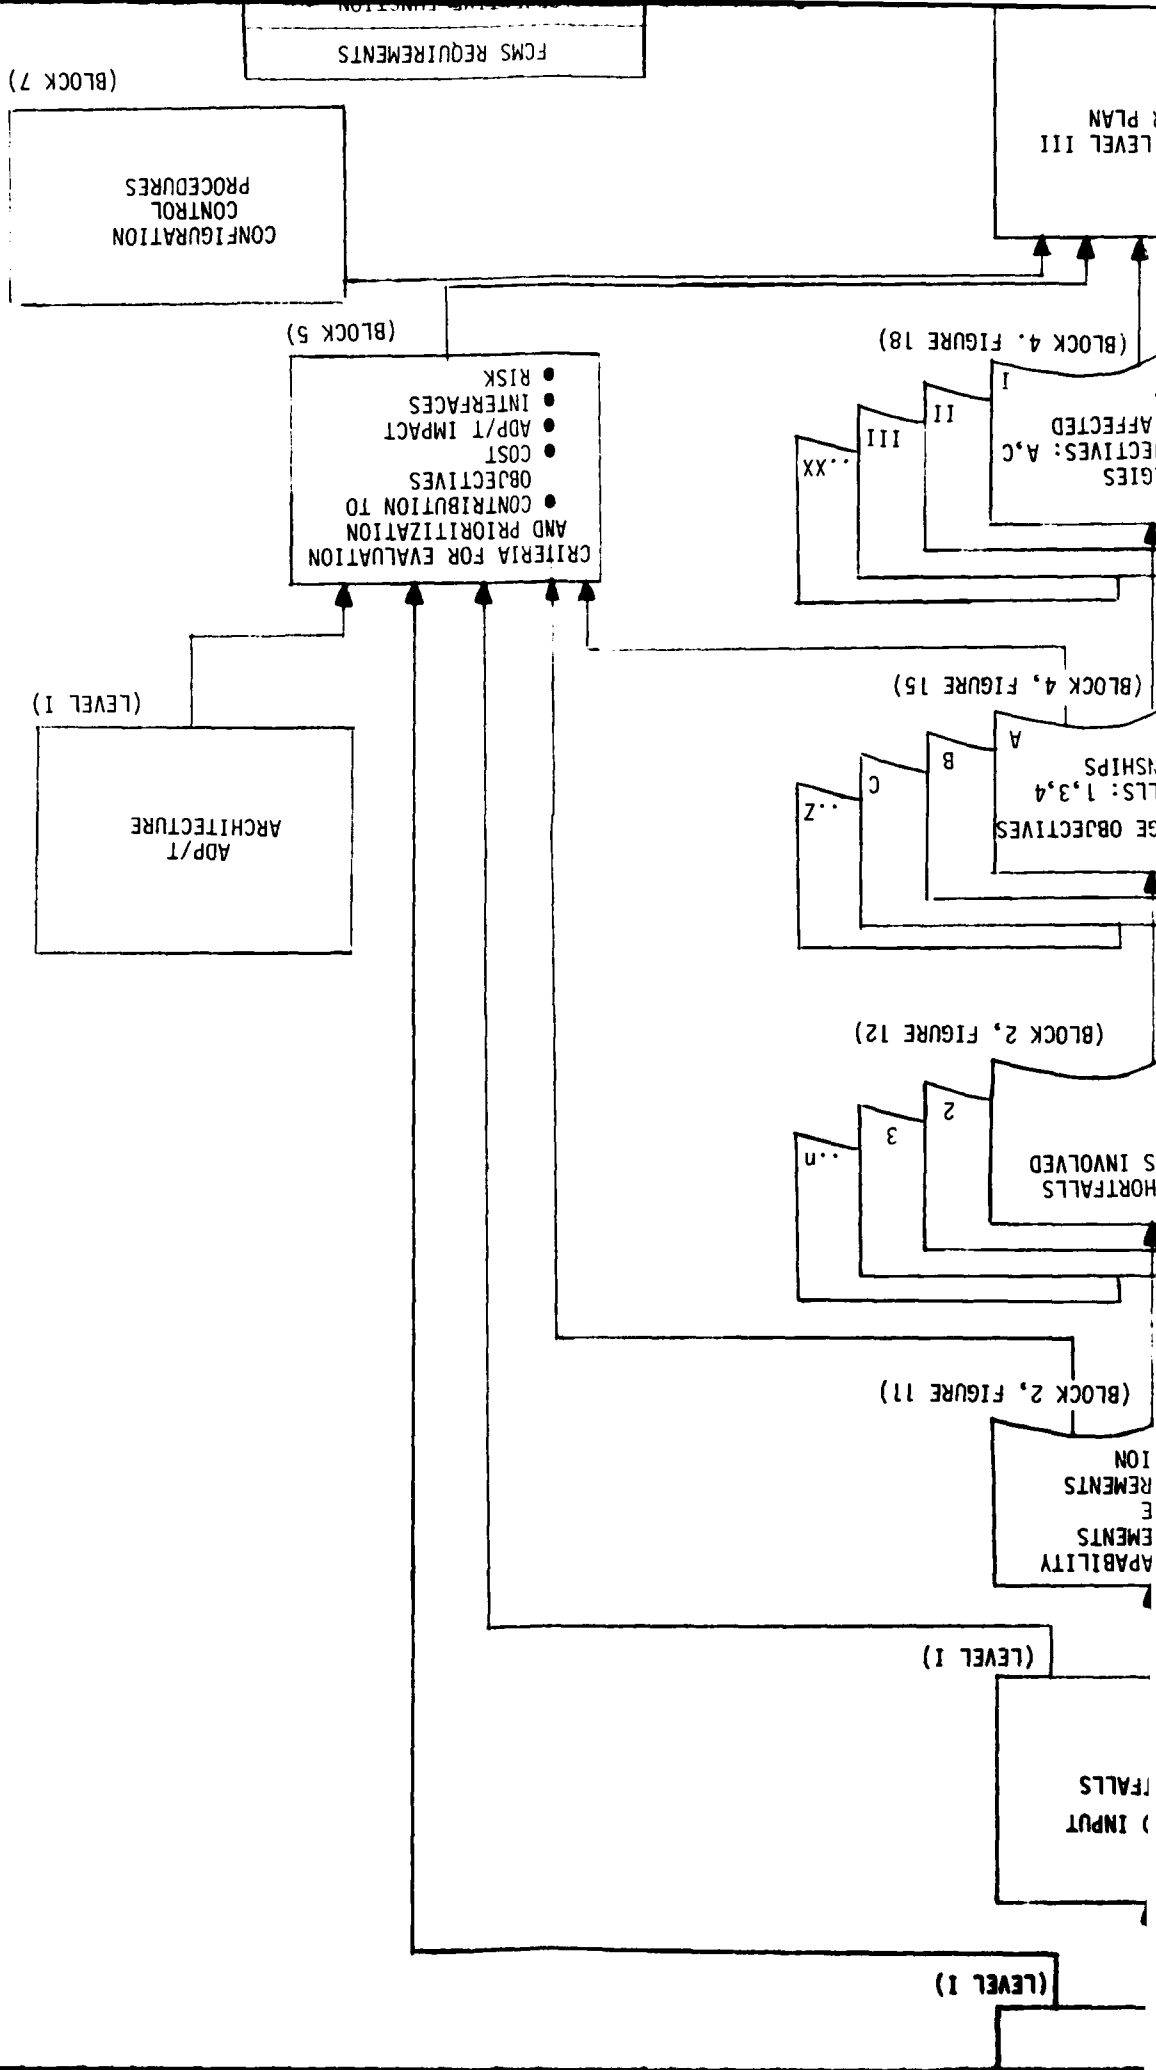 (LEVEL I)
) INPUT
FALLS
(LEVEL I)
APABILITY
EMENTS
E
REMENTS
ION
(BLOCK 2, FIGURE 11)
HORTFALLS
S INVOLVED
2
3
..n
(BLOCK 2, FIGURE 12)
GE OBJECTIVES
LLS: 1,3,4
NSHIPS
A
B
C
..Z
(BLOCK 4, FIGURE 15)
ADP/T
ARCHITECTURE
(LEVEL I)
GIES
JECTIVES: A,C
AFFECTED
I
II
III
..XX
(BLOCK 4. FIGURE 18)
CRITERIA FOR EVALUATION
AND PRIORITIZATION
● CONTRIBUTION TO
OBJECTIVES
● COST
● ADP/T IMPACT
● INTERFACES
● RISK
(BLOCK 5)
CONFIGURATION
CONTROL
PROCEDURES
(BLOCK 7)
LEVEL III
R PLAN
FCMS REQUIREMENTS
FUNCTION